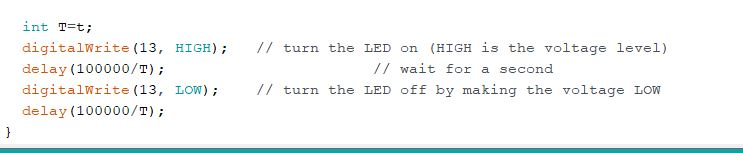 int T=t;
digitalWrite(13, HIGH);   // turn the LED on (HIGH is the voltage level)
delay(100000/T);                       // wait for a second
digitalWrite(13, LOW);    // turn the LED off by making the voltage LOW
delay(100000/T);
}